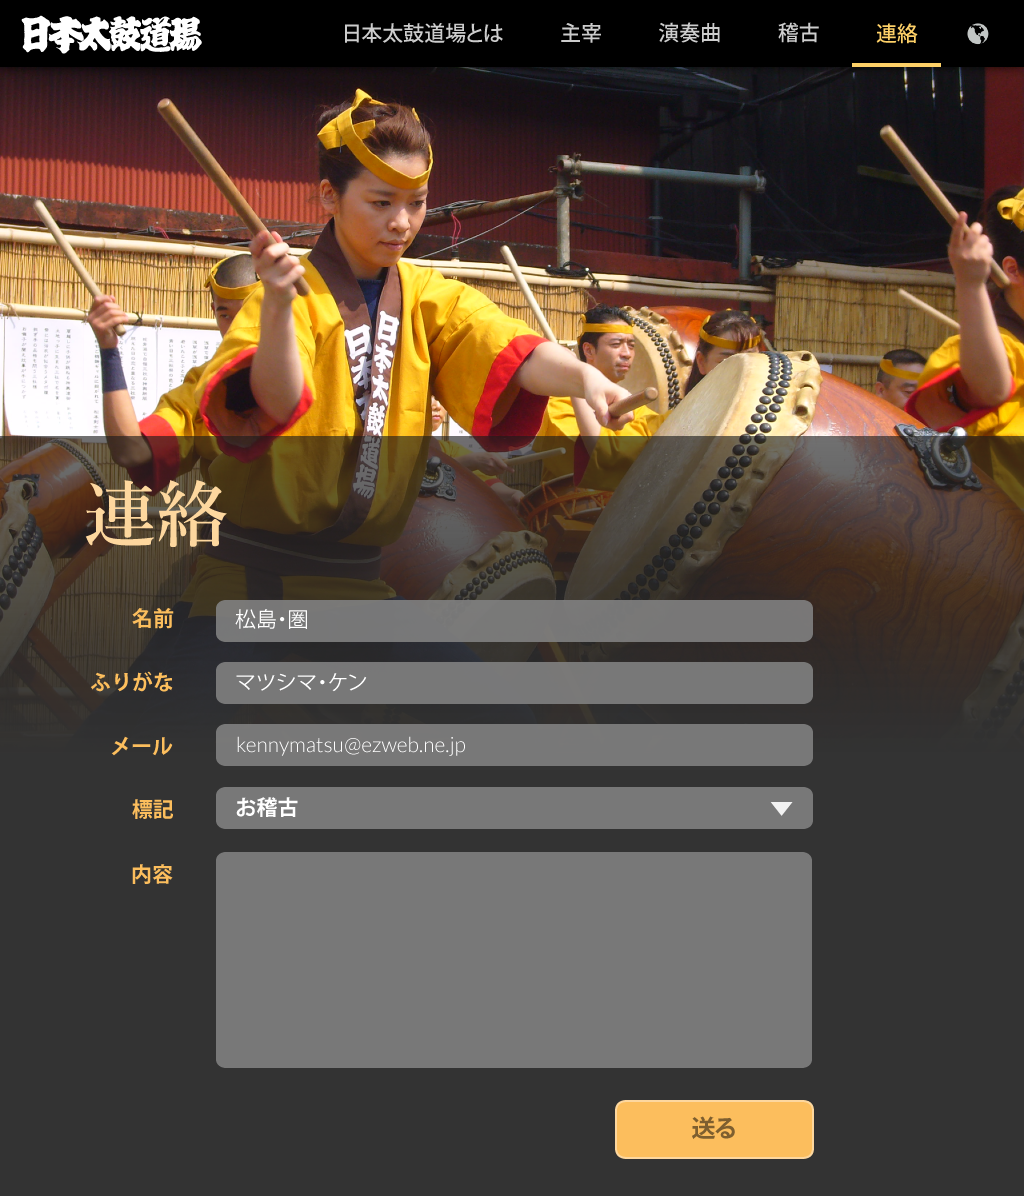 日本太鼓道場
日本太鼓道場とは
主宰
演奏曲
稽古
連絡
日本太鼓道場
日本太
連絡
名前
松島・圏
ふりがな
マツシマ・ケン
メール
kennymatsu@ezweb.ne.jp
標記
お稽古
内容
送る